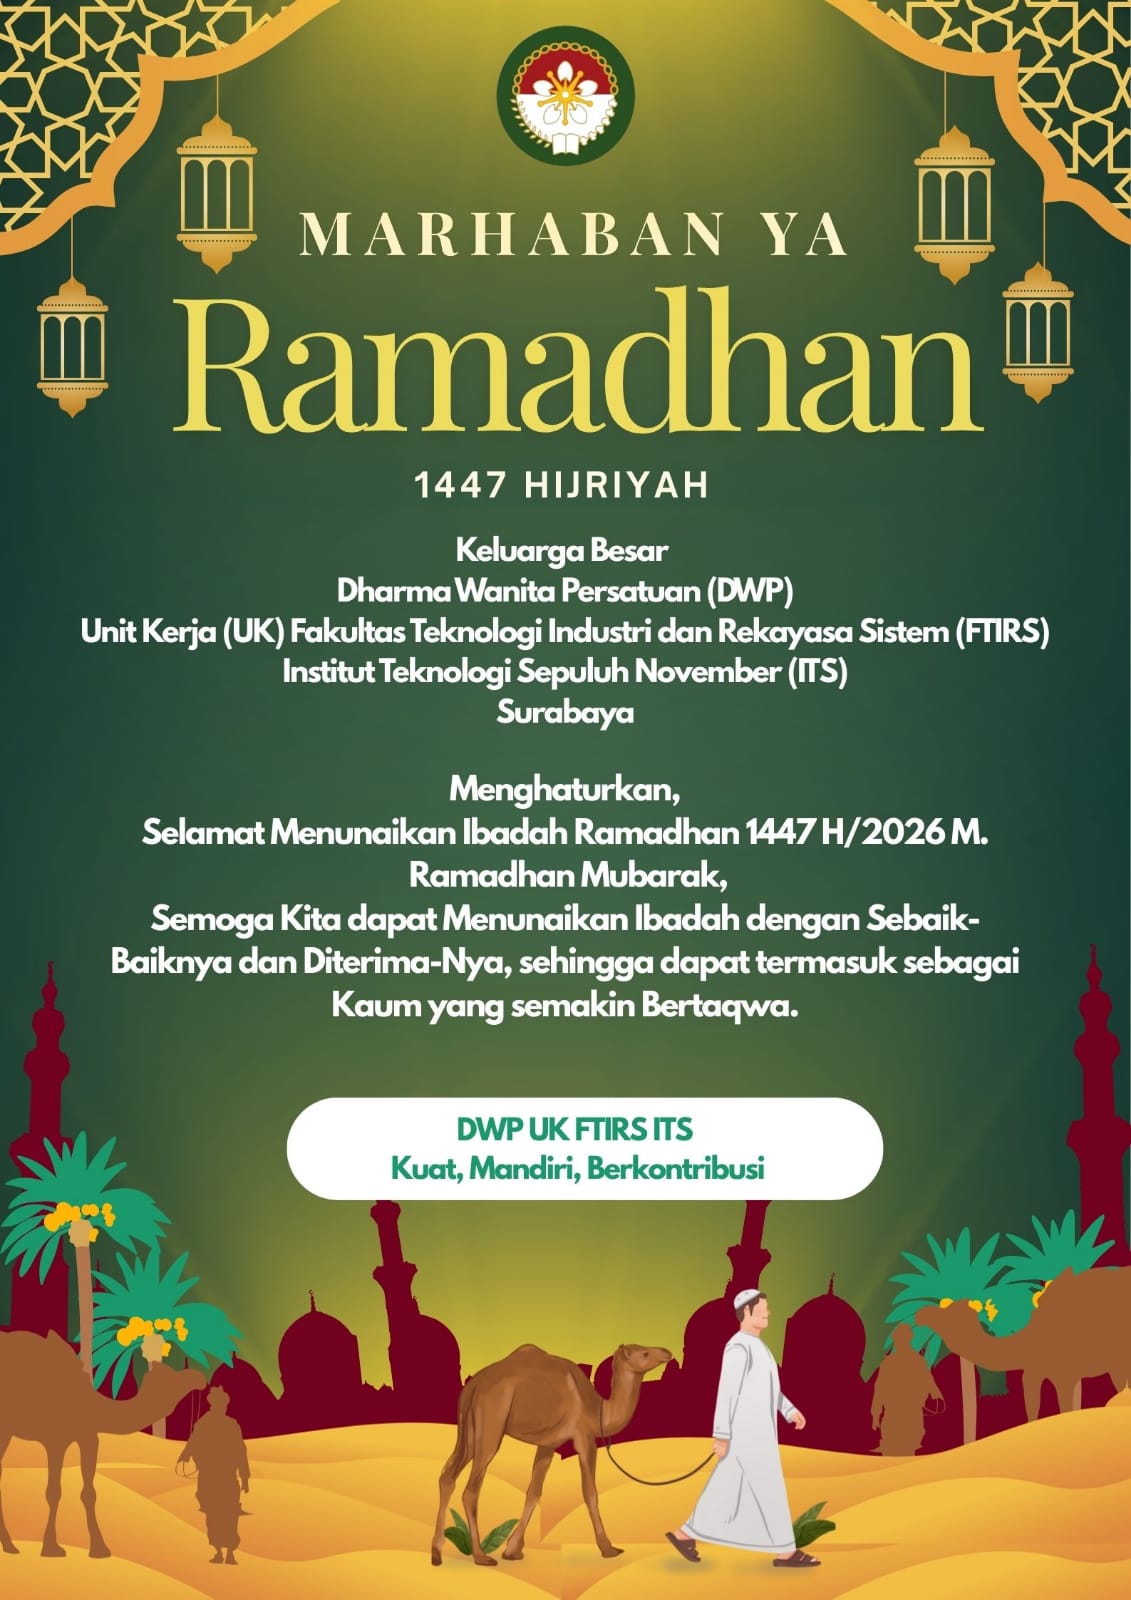 MARHABAN YA
Ramadhan
1447 HIJRIYAH
Keluarga Besar
Dharma Wanita Persatuan (DWP)
Unit Kerja (UK) Fakultas Teknologi Industri dan Rekayasa Sistem (FTIRS)
Institut Teknologi Sepuluh November (ITS)
Surabaya
Menghaturkan,
Selamat Menunaikan Ibadah Ramadhan 1447 H/2026 M.
Ramadhan Mubarak,
Semoga Kita dapat Menunaikan Ibadah dengan Sebaik-
Baiknya dan Diterima-Nya, sehingga dapat termasuk sebagai
Kaum yang semakin Bertaqwa.
DWP UK FTIRS ITS
Kuat, Mandiri, Berkontribusi